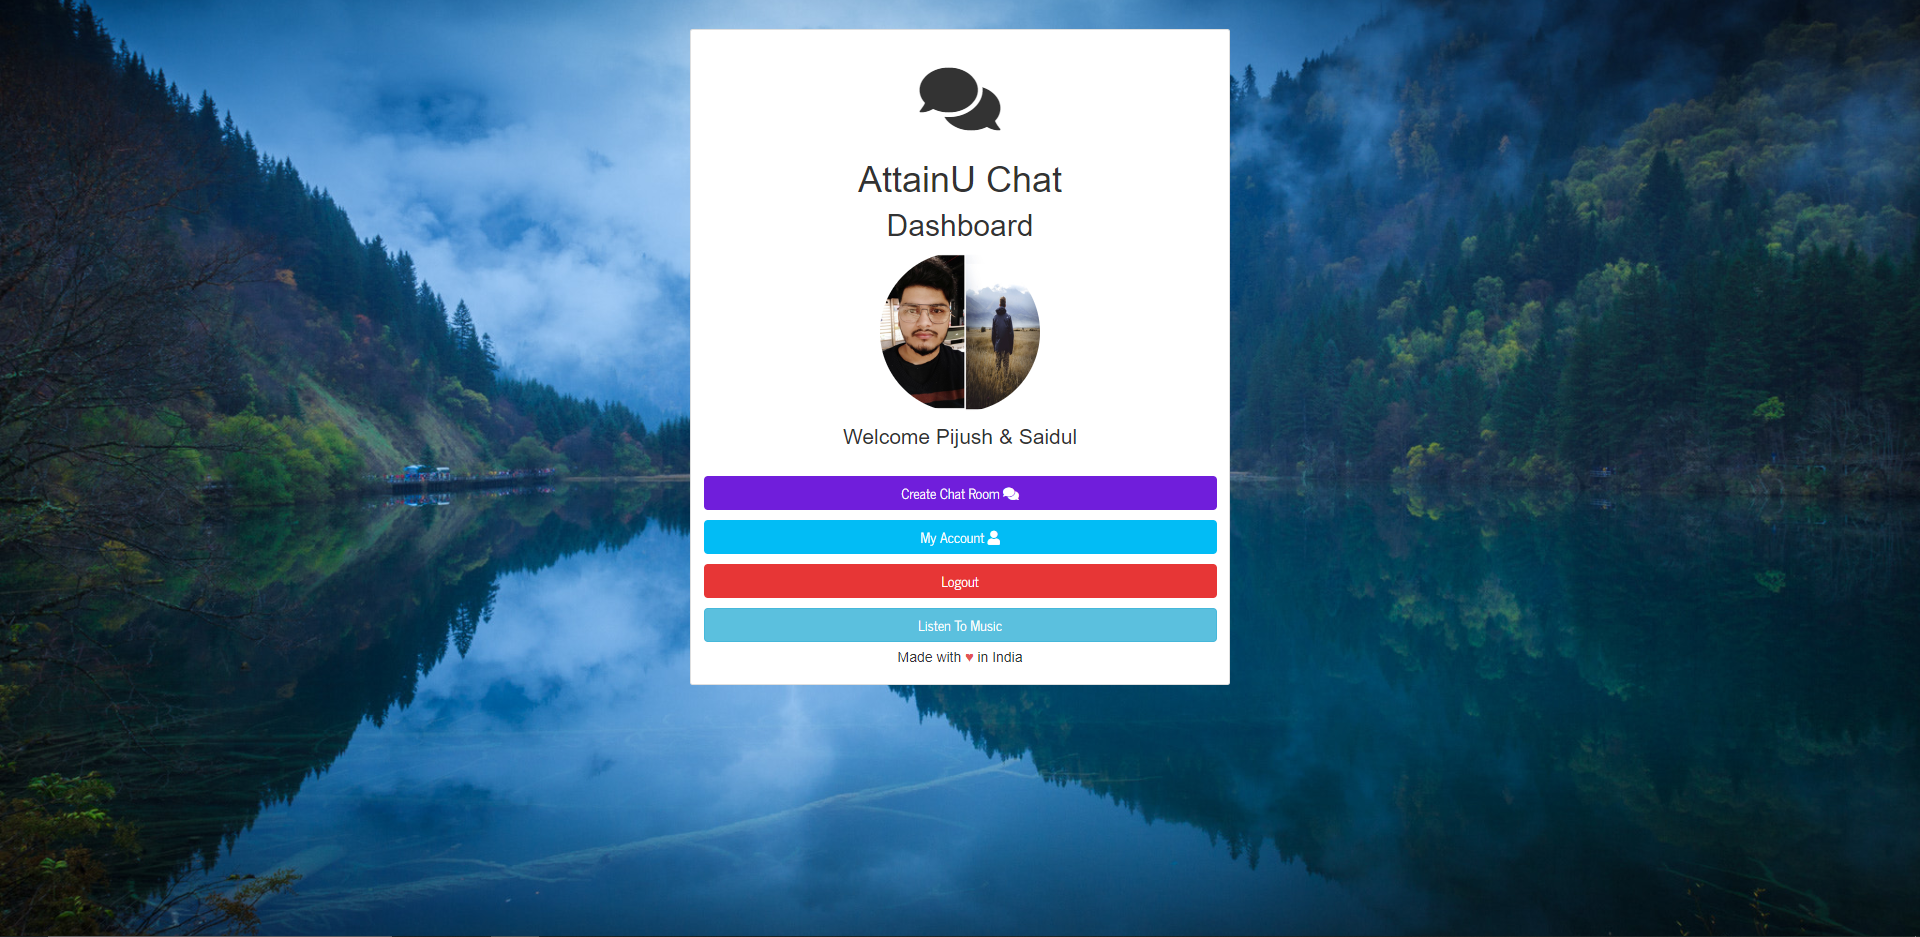 AttainU Chat
Dashboard
Welcome Pijush & Saidul
Create Chat Room
My Account
Logout
Listen To Music
Made with ♥ in India